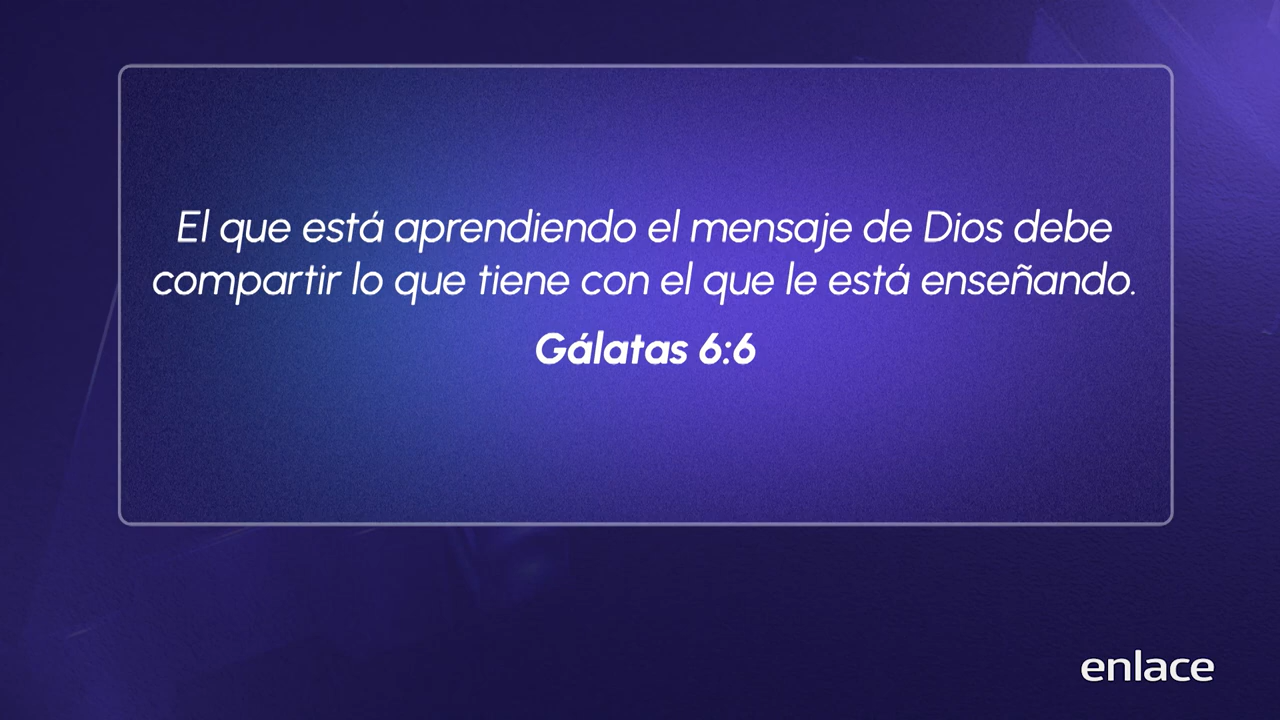 El que está aprendiendo el mensaje de Dios debe
compartir lo que tiene con el que le está enseñando.
Gálatas 6:6
enlace